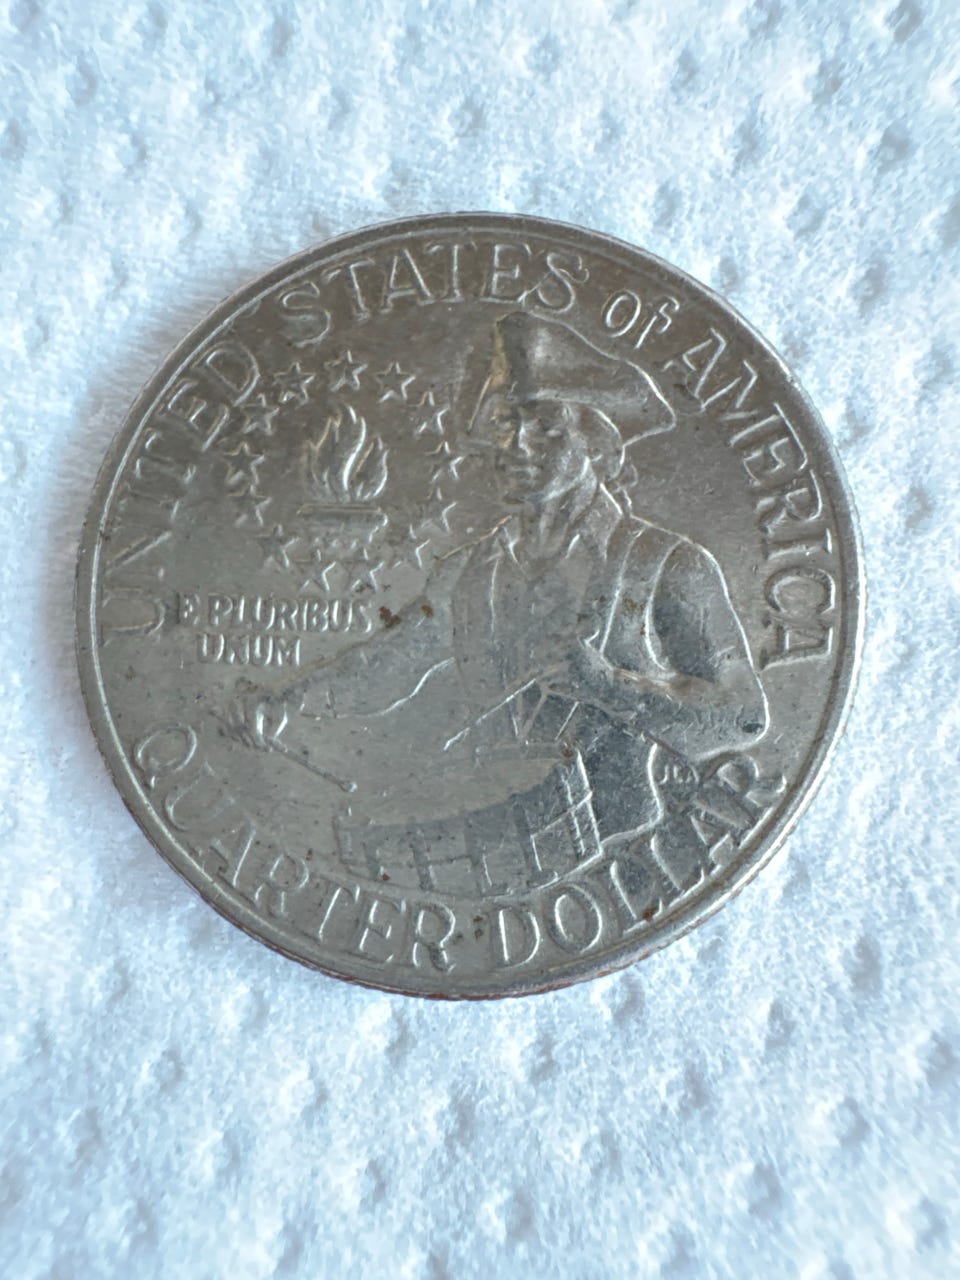 UNITED STATES of AMERICA
E PLURIBUS
UNUM
JLA
QUARTER DOLLAR